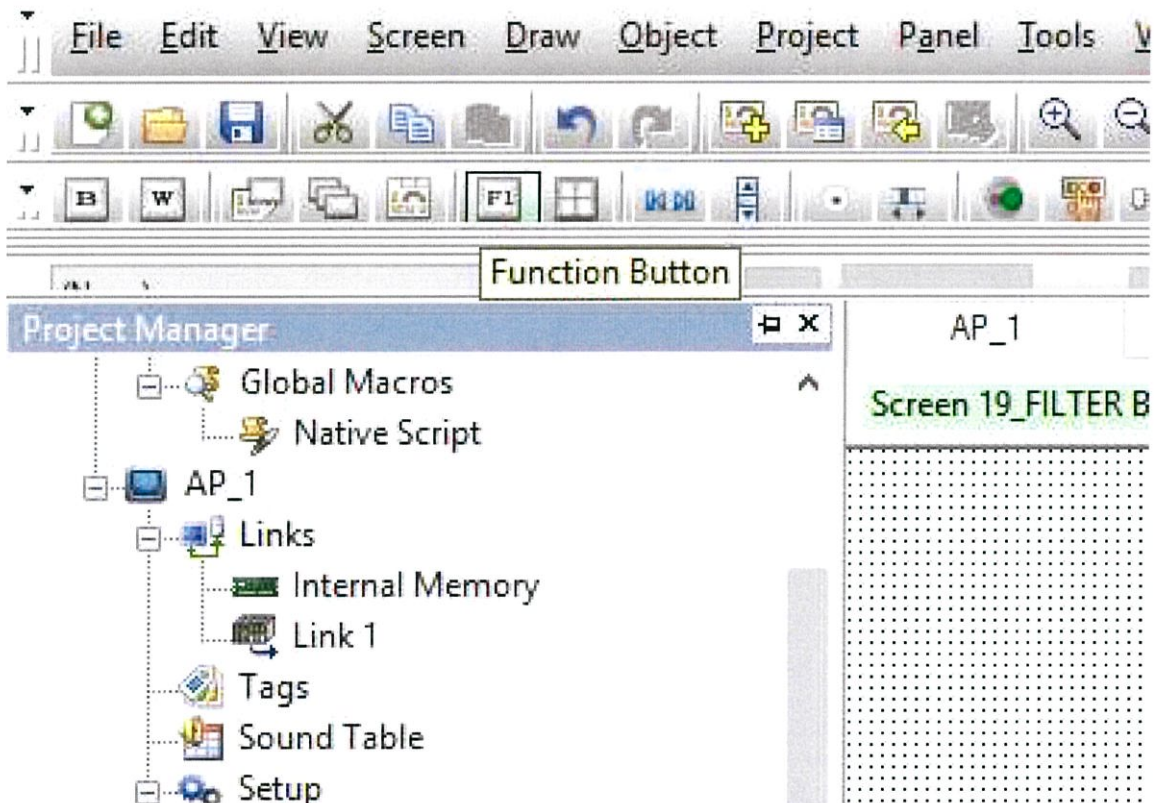 File Edit View Screen Draw Object Project Panel Tools
B W F1
Function Button
Project Manager
AP_1
Global Macros
Screen 19_FILTER B
Native Script
AP_1
Links
Internal Memory
Link 1
Tags
Sound Table
Setup